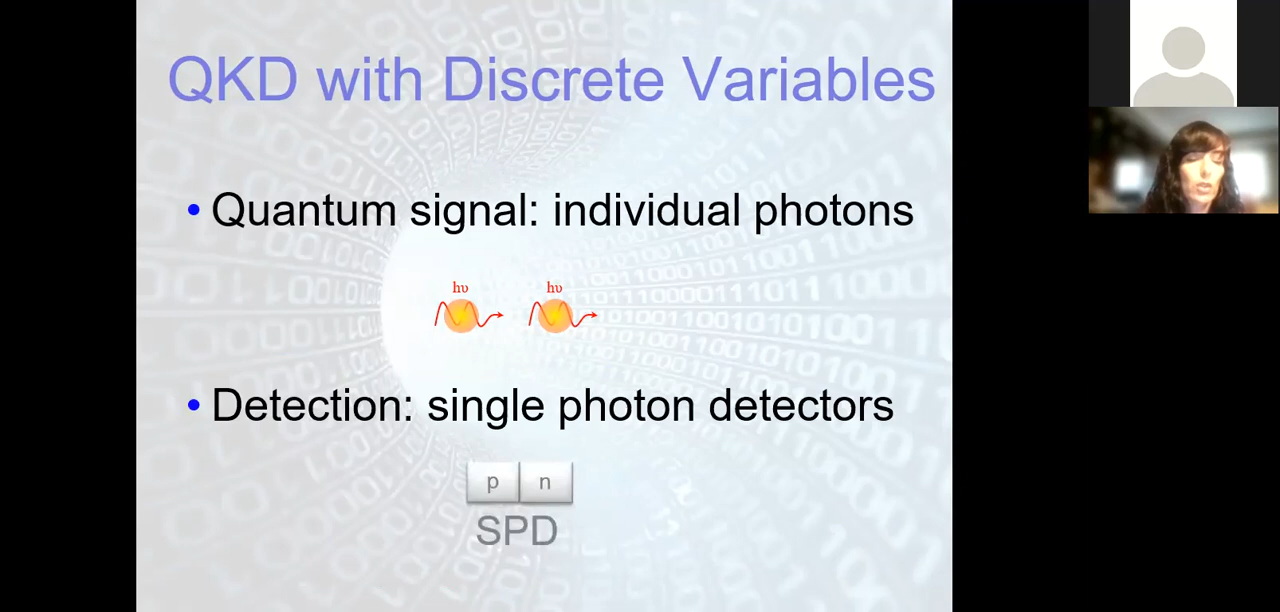 QKD with Discrete Variables
• Quantum signal: individual photons
hυ hυ
• Detection: single photon detectors
p n
SPD